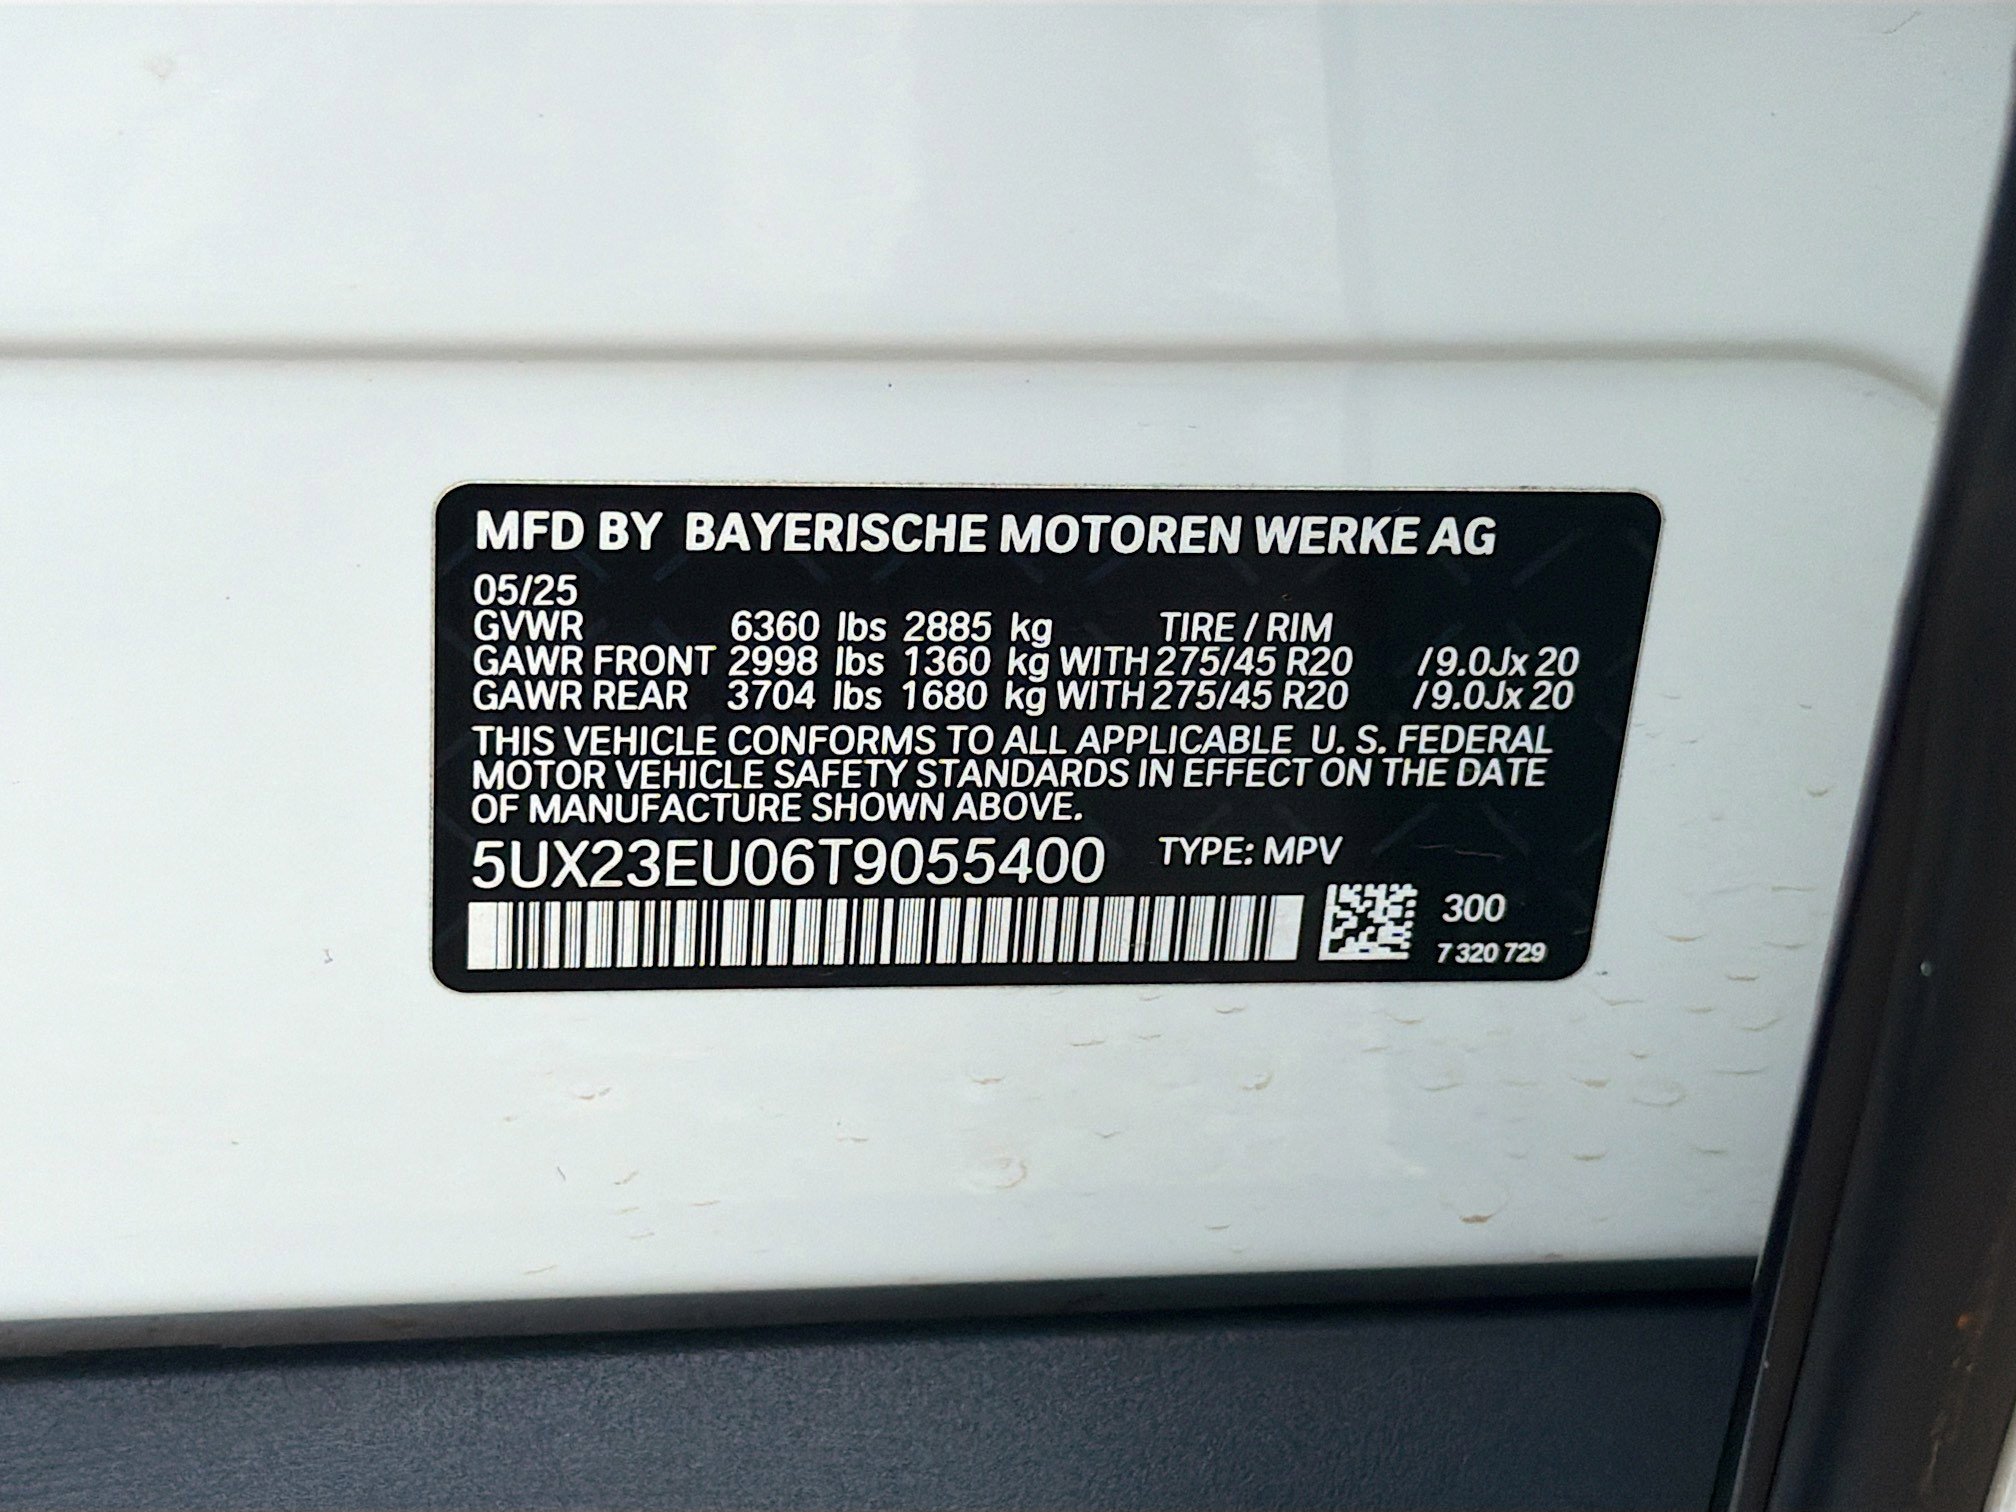 MFD BY BAYERISCHE MOTOREN WERKE AG
05/25
GVWR 6360 lbs 2885 kg TIRE / RIM
GAWR FRONT 2998 lbs 1360 kg WITH 275/45 R20 /9.0Jx 20
GAWR REAR 3704 lbs 1680 kg WITH 275/45 R20 /9.0Jx 20
THIS VEHICLE CONFORMS TO ALL APPLICABLE U. S. FEDERAL
MOTOR VEHICLE SAFETY STANDARDS IN EFFECT ON THE DATE
OF MANUFACTURE SHOWN ABOVE.
5UX23EU06T9055400 TYPE: MPV
300
7 320 729